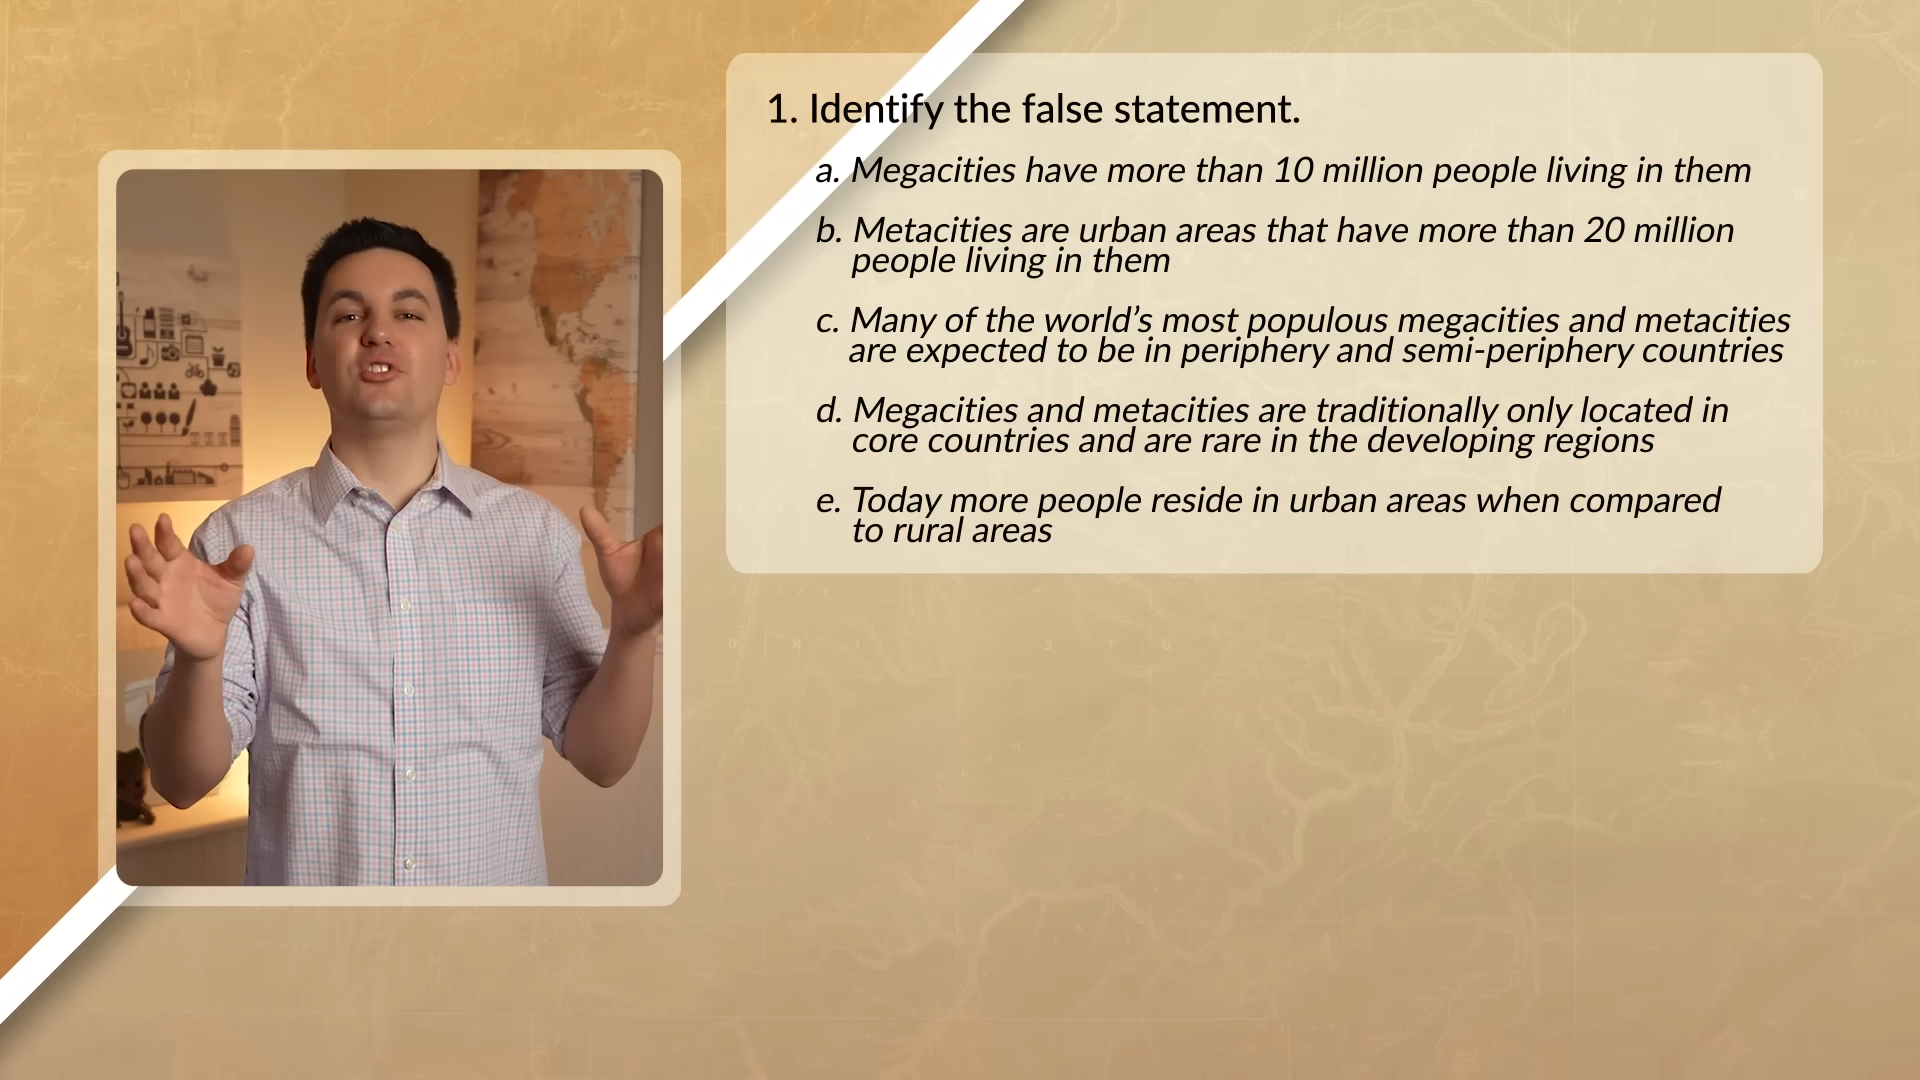 1. Identify the false statement.
a. Megacities have more than 10 million people living in them
b. Metacities are urban areas that have more than 20 million
people living in them
c. Many of the world’s most populous megacities and metacities
are expected to be in periphery and semi-periphery countries
d. Megacities and metacities are traditionally only located in
core countries and are rare in the developing regions
e. Today more people reside in urban areas when compared
to rural areas